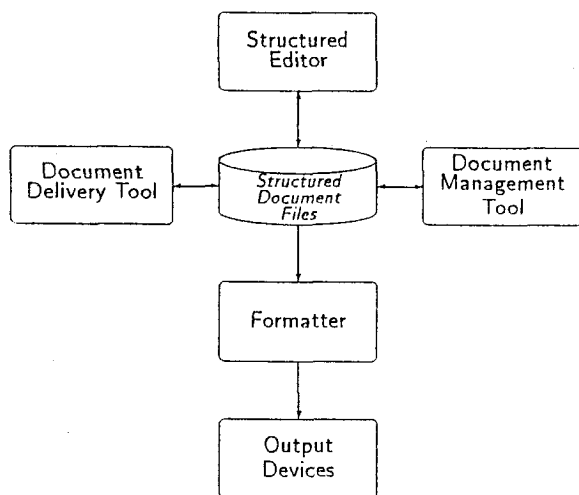 Structured
Editor
Document
Delivery Tool
Structured
Document
Files
Document
Management
Tool
Formatter
Output
Devices